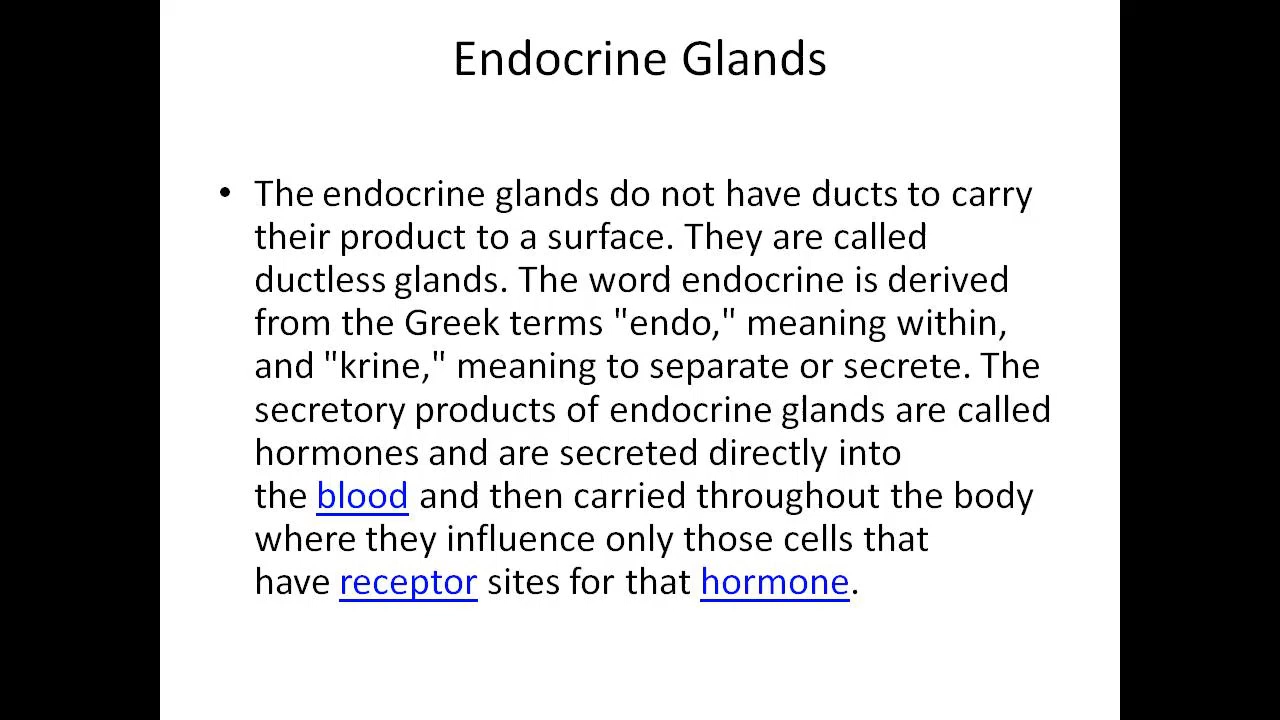 Endocrine Glands
• The endocrine glands do not have ducts to carry
their product to a surface. They are called
ductless glands. The word endocrine is derived
from the Greek terms "endo," meaning within,
and "krine," meaning to separate or secrete. The
secretory products of endocrine glands are called
hormones and are secreted directly into
the blood and then carried throughout the body
where they influence only those cells that
have receptor sites for that hormone.